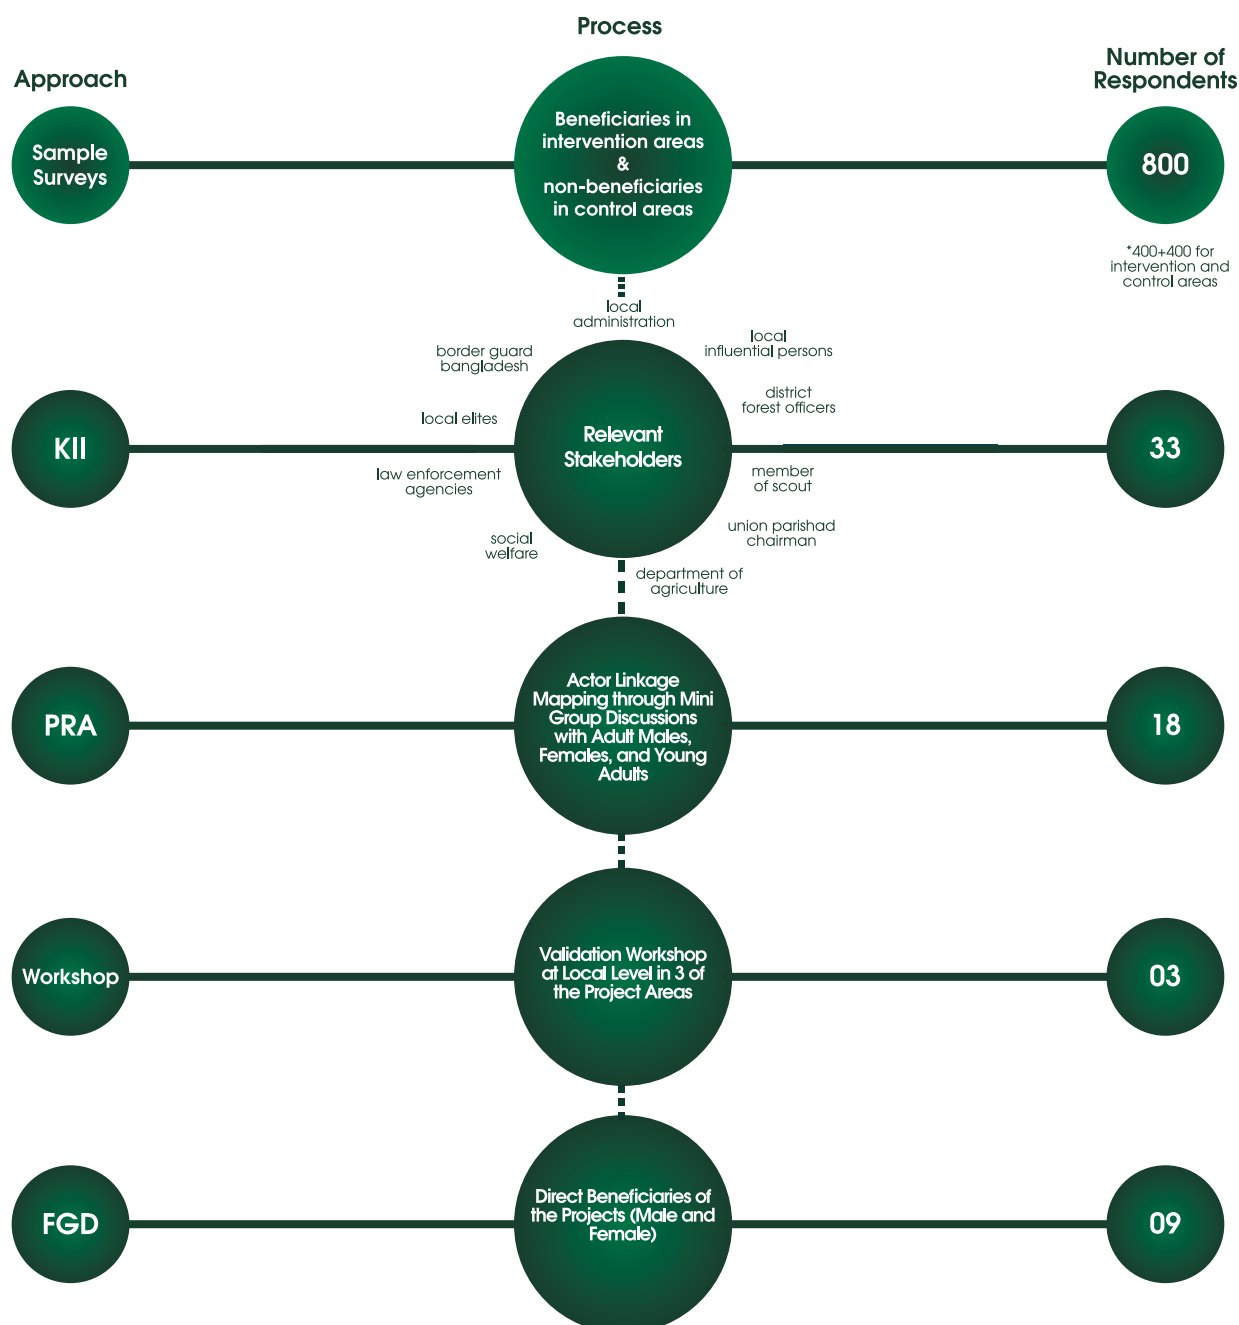 Process
Approach
Number of
Respondents
Sample
Surveys
Beneficiaries in
intervention areas
&
non-beneficiaries
in control areas
800
*400+400 for
intervention and
control areas
local
administration
local
influential persons
border guard
bangladesh
district
forest officers
local elites
KII
Relevant
Stakeholders
33
law enforcement
agencies
member
of scout
union parishad
chairman
social
welfare
department of
agriculture
PRA
Actor Linkage
Mapping through Mini
Group Discussions
with Adult Males,
Females, and Young
Adults
18
Workshop
Validation Workshop
at Local Level in 3 of
the Project Areas
03
FGD
Direct Beneficiaries of
the Projects (Male and
Female)
09